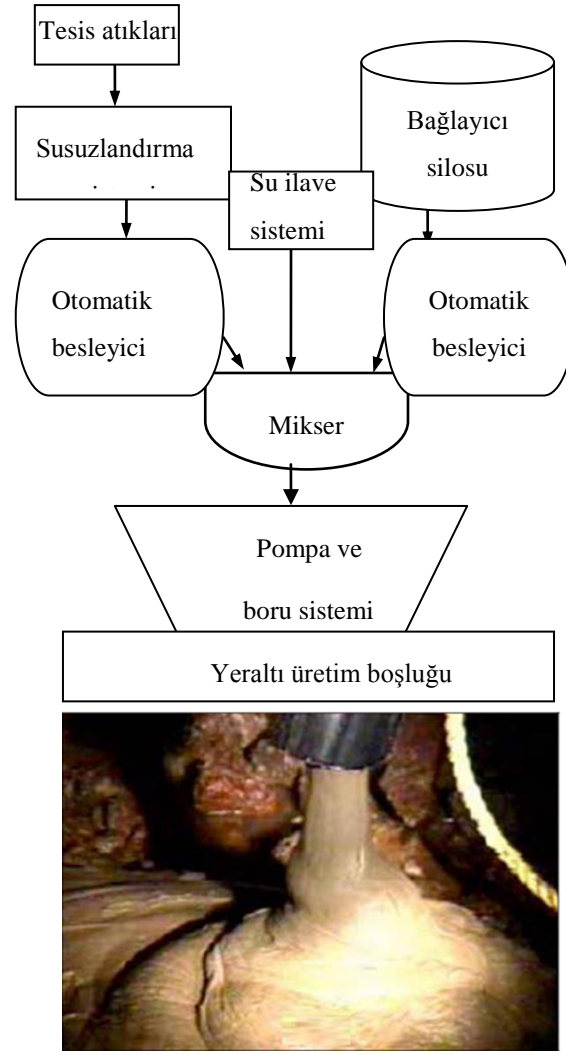 Tesis atıkları
Susuzlandırma
Bağlayıcı
silosu
Su ilave
sistemi
Otomatik
besleyici
Otomatik
besleyici
Mikser
Pompa ve
boru sistemi
Yeraltı üretim boşluğu